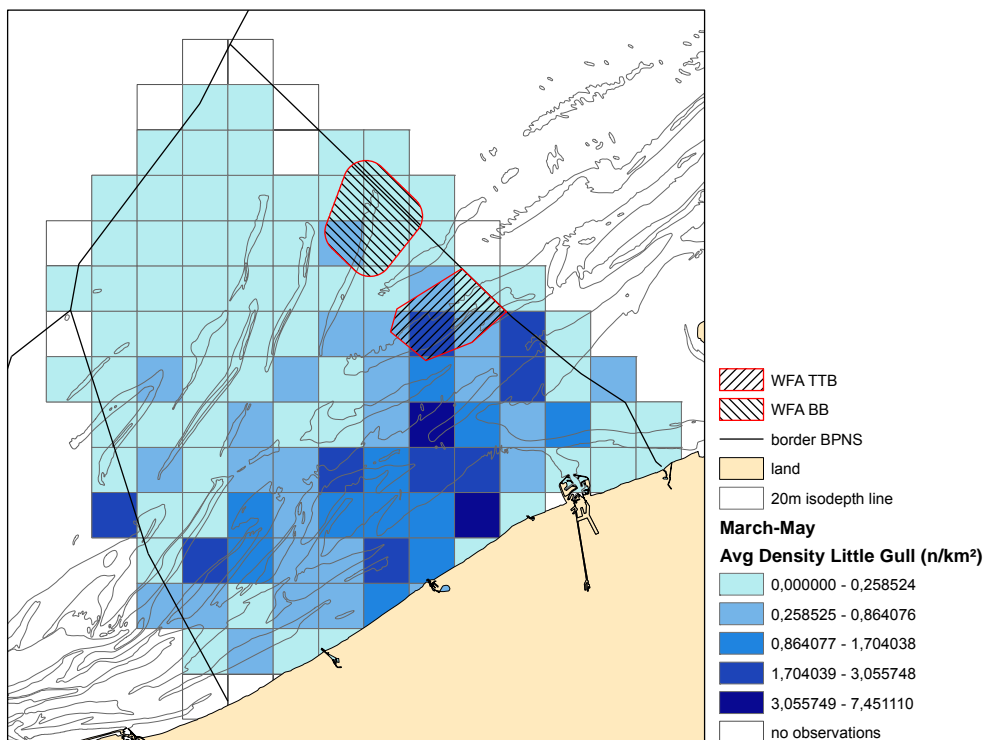 WFA TTB
WFA BB
border BPNS
land
20m isodepth line
March-May
Avg Density Little Gull (n/km²)
0,000000 - 0,258524
0,258525 - 0,864076
0,864077 - 1,704038
1,704039 - 3,055748
3,055749 - 7,451110
no observations